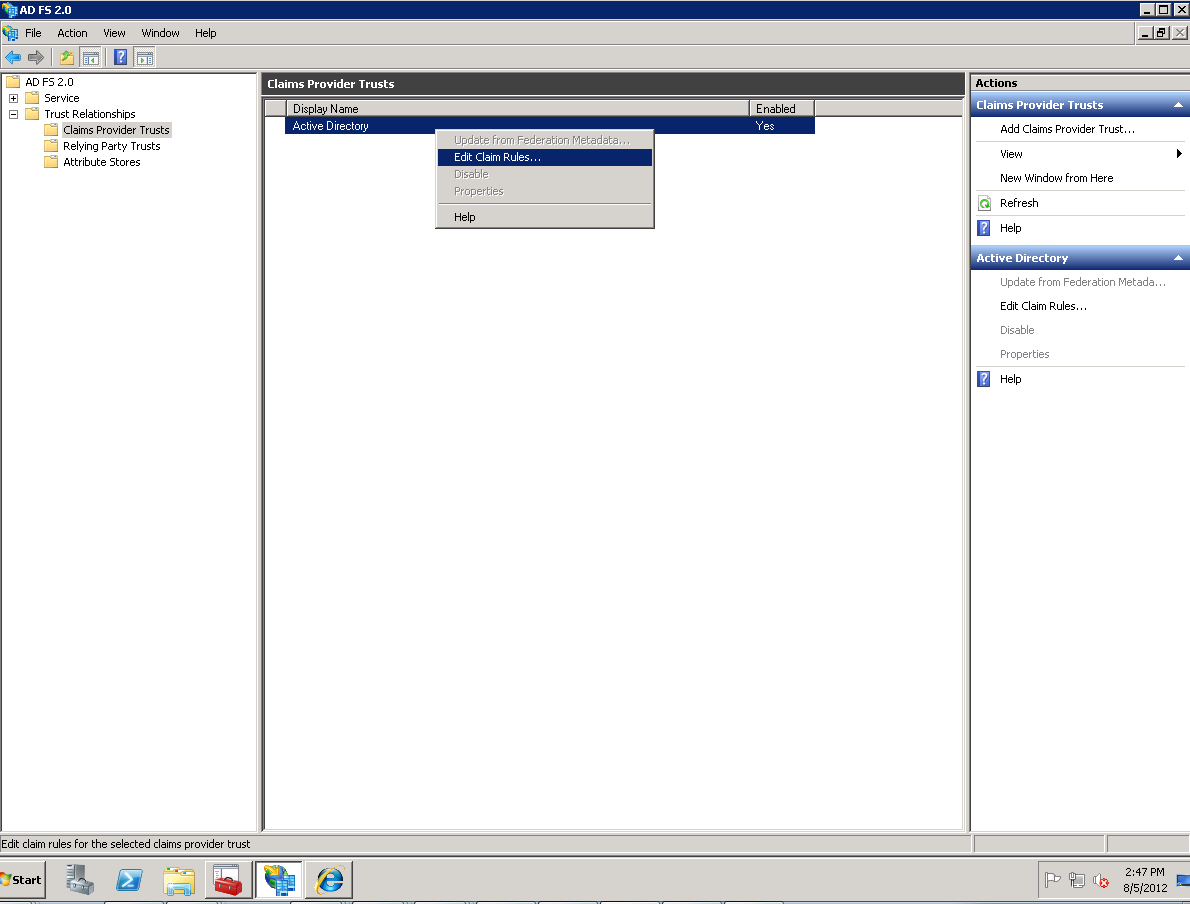 AD FS 2.0
File Action View Window Help
AD FS 2.0
Service
Trust Relationships
Claims Provider Trusts
Relying Party Trusts
Attribute Stores
Claims Provider Trusts
Display Name Enabled
Active Directory Yes
Update from Federation Metadata...
Edit Claim Rules...
Disable
Properties
Help
Actions
Claims Provider Trusts
Add Claims Provider Trust...
View
New Window from Here
Refresh
Help
Active Directory
Update from Federation Metada...
Edit Claim Rules...
Disable
Properties
Help
Edit claim rules for the selected claims provider trust
Start
2:47 PM
8/5/2012